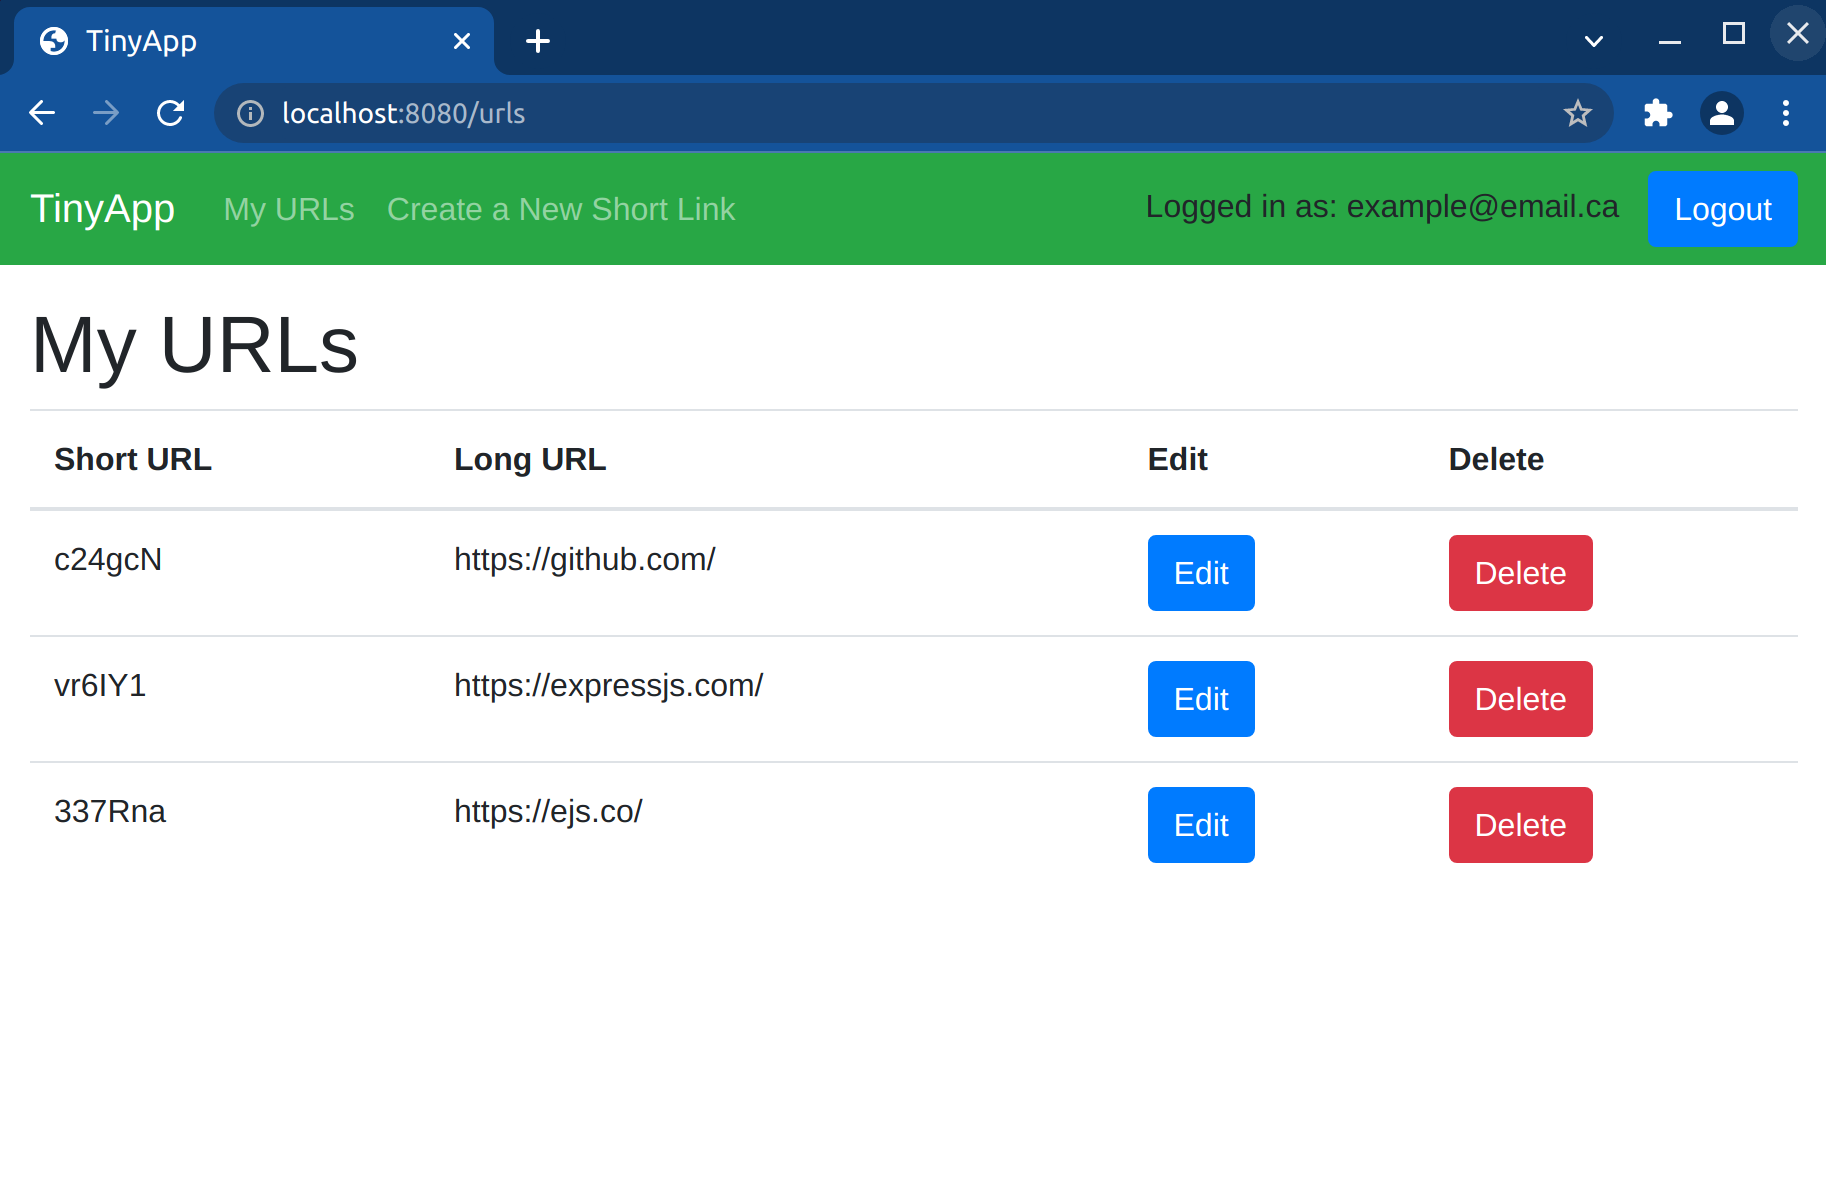 TinyApp
localhost:8080/urls
TinyApp My URLs Create a New Short Link Logged in as: example@email.ca Logout
My URLs
Short URL Long URL Edit Delete
c24gcN https://github.com/ Edit Delete
vr6IY1 https://expressjs.com/ Edit Delete
337Rna https://ejs.co/ Edit Delete